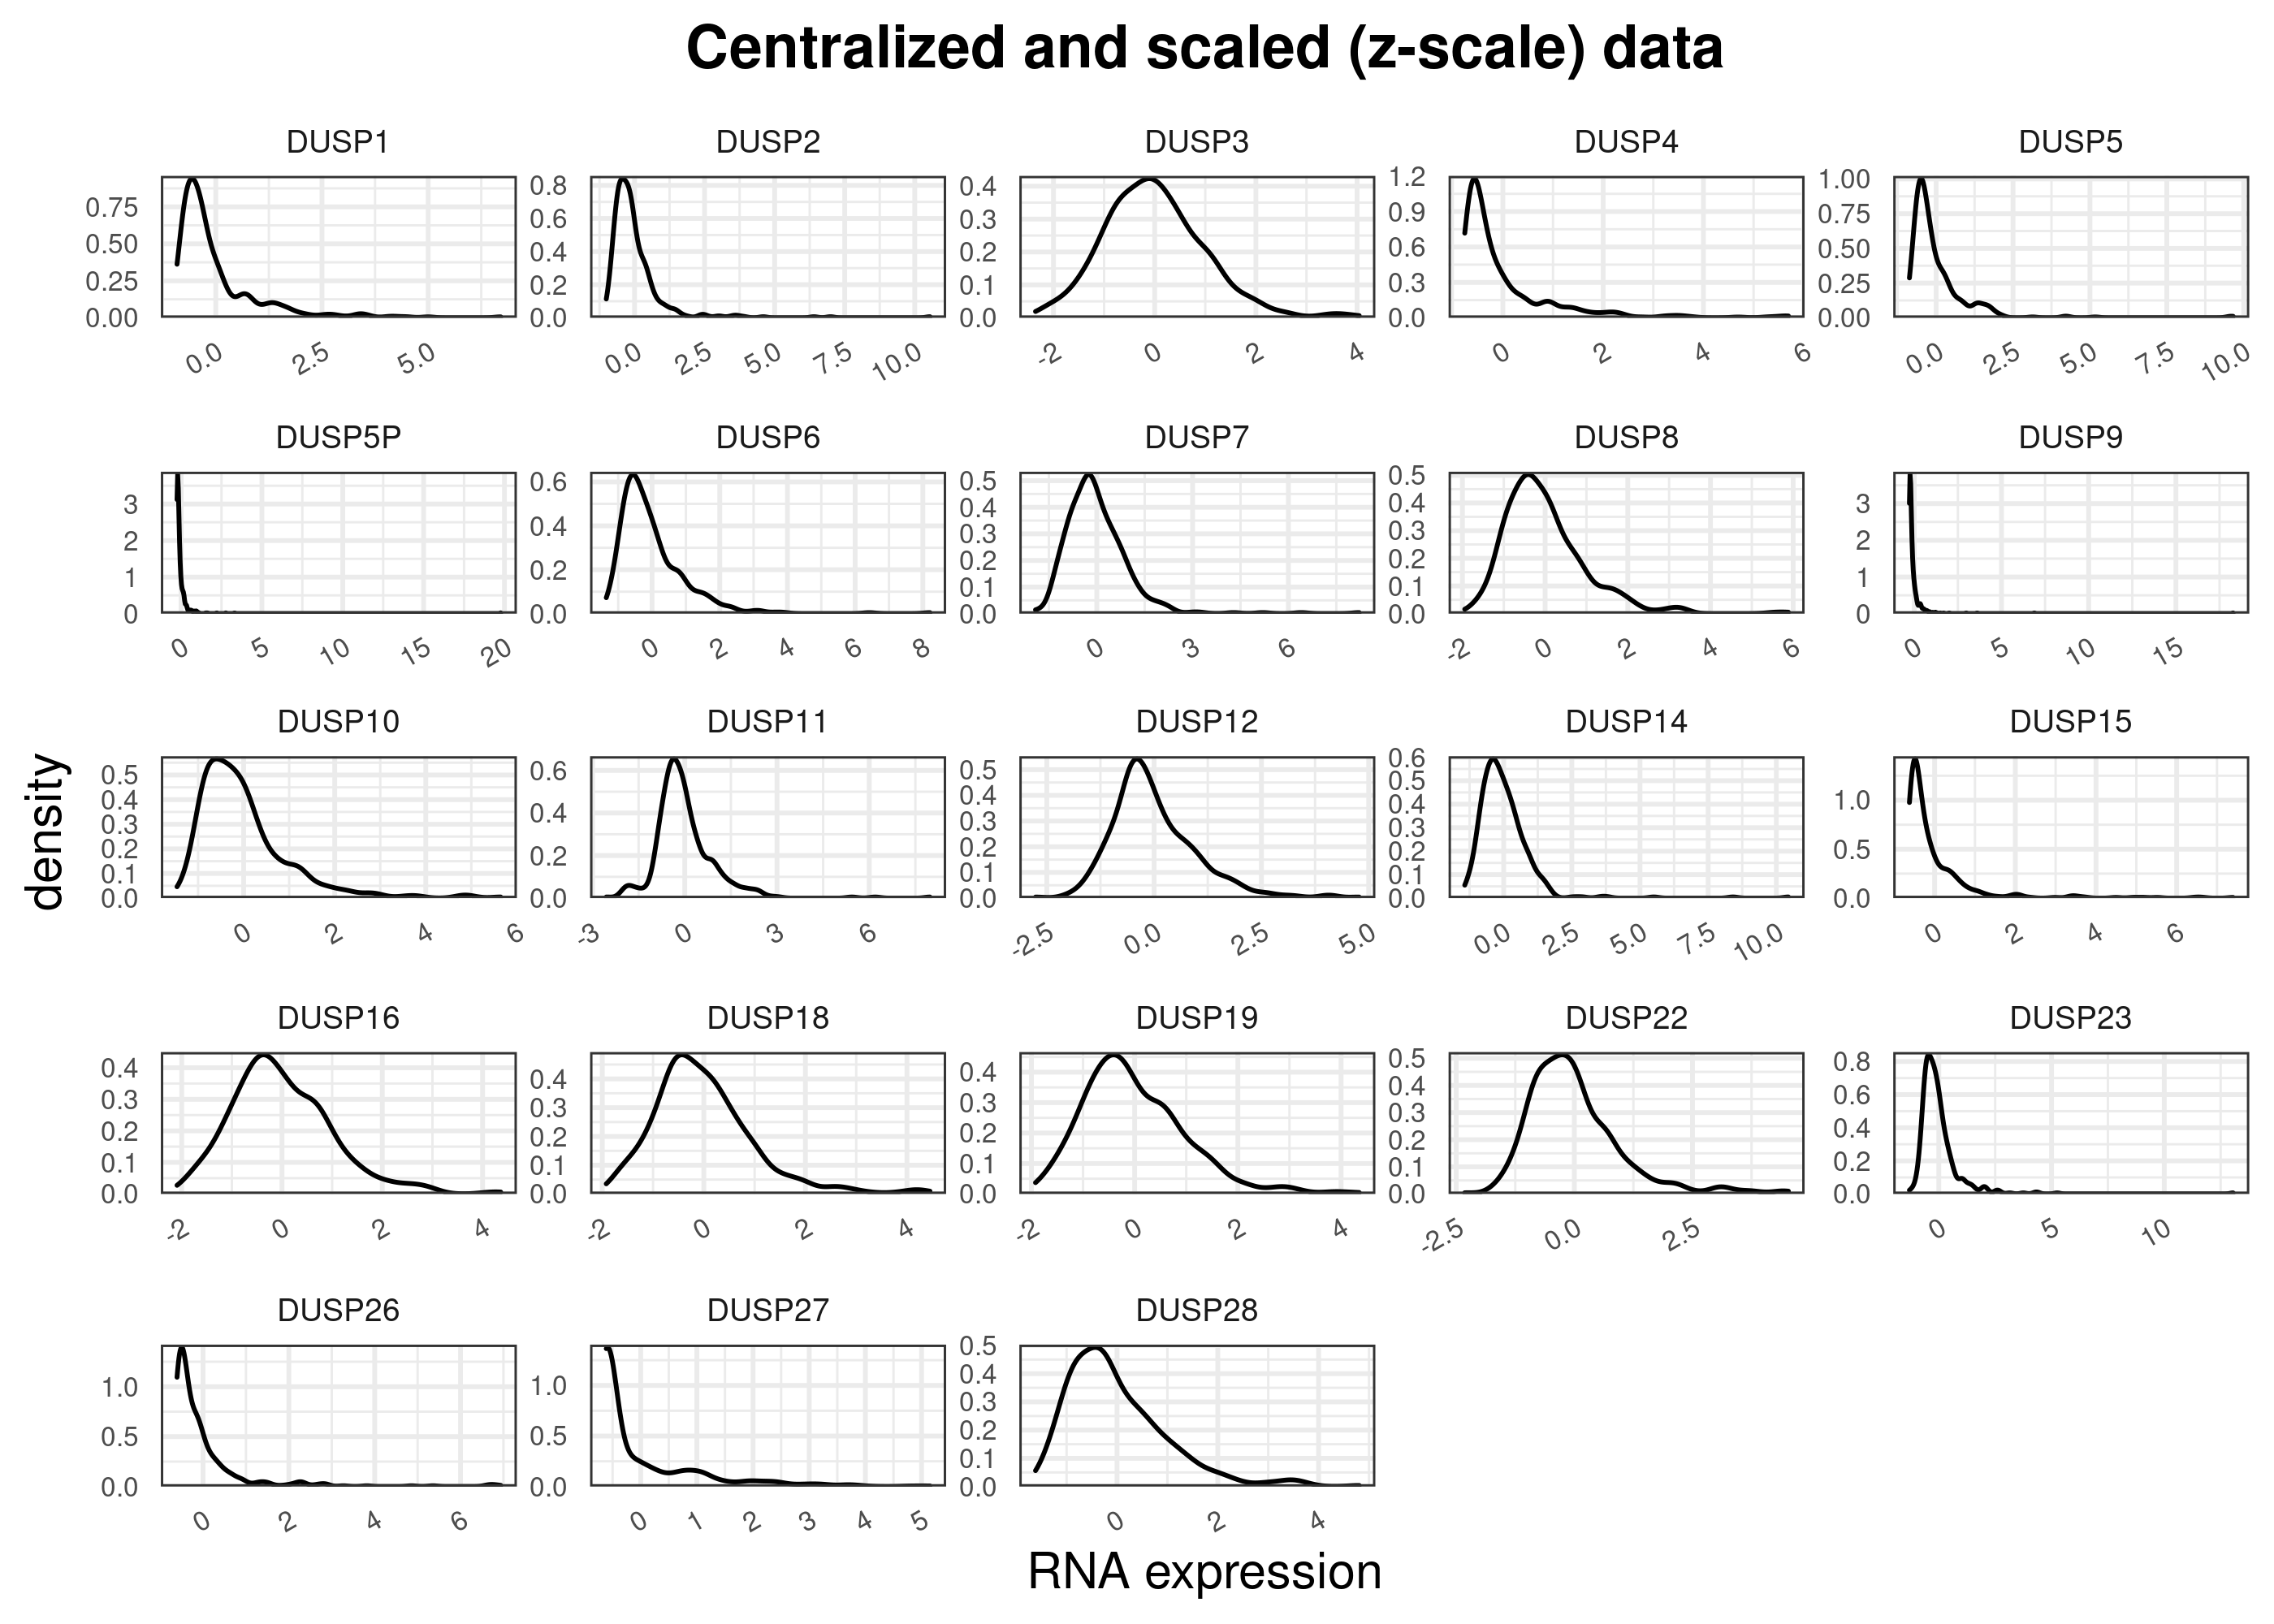 Centralized and scaled (z-scale) data
DUSP1 DUSP2 DUSP3 DUSP4 DUSP5
0.75 0.50 0.25 0.00
0.8 0.6 0.4 0.2 0.0
0.4 0.3 0.2 0.1 0.0
1.2 0.9 0.6 0.3 0.0
1.00 0.75 0.50 0.25 0.00
0.0 2.5 5.0
0.0 2.5 5.0 7.5 10.0
-2 0 2 4
0 2 4 6
0.0 2.5 5.0 7.5 10.0
DUSP5P DUSP6 DUSP7 DUSP8 DUSP9
3 2 1 0
0.6 0.4 0.2 0.0
0.5 0.4 0.3 0.2 0.1 0.0
0.5 0.4 0.3 0.2 0.1 0.0
3 2 1 0
0 5 10 15 20
0 2 4 6 8
0 3 6
-2 0 2 4 6
0 5 10 15
density
DUSP10 DUSP11 DUSP12 DUSP14 DUSP15
0.5 0.4 0.3 0.2 0.1 0.0
0.6 0.4 0.2 0.0
0.5 0.4 0.3 0.2 0.1 0.0
0.6 0.5 0.4 0.3 0.2 0.1 0.0
1.0 0.5 0.0
0 2 4 6
-3 0 3 6
-2.5 0.0 2.5 5.0
0.0 2.5 5.0 7.5 10.0
0 2 4 6
DUSP16 DUSP18 DUSP19 DUSP22 DUSP23
0.4 0.3 0.2 0.1 0.0
0.4 0.3 0.2 0.1 0.0
0.4 0.3 0.2 0.1 0.0
0.5 0.4 0.3 0.2 0.1 0.0
0.8 0.6 0.4 0.2 0.0
-2 0 2 4
-2 0 2 4
-2 0 2 4
-2.5 0.0 2.5
0 5 10
DUSP26 DUSP27 DUSP28
1.0 0.5 0.0
1.0 0.5 0.0
0.5 0.4 0.3 0.2 0.1 0.0
0 2 4 6
0 1 2 3 4 5
0 2 4
RNA expression